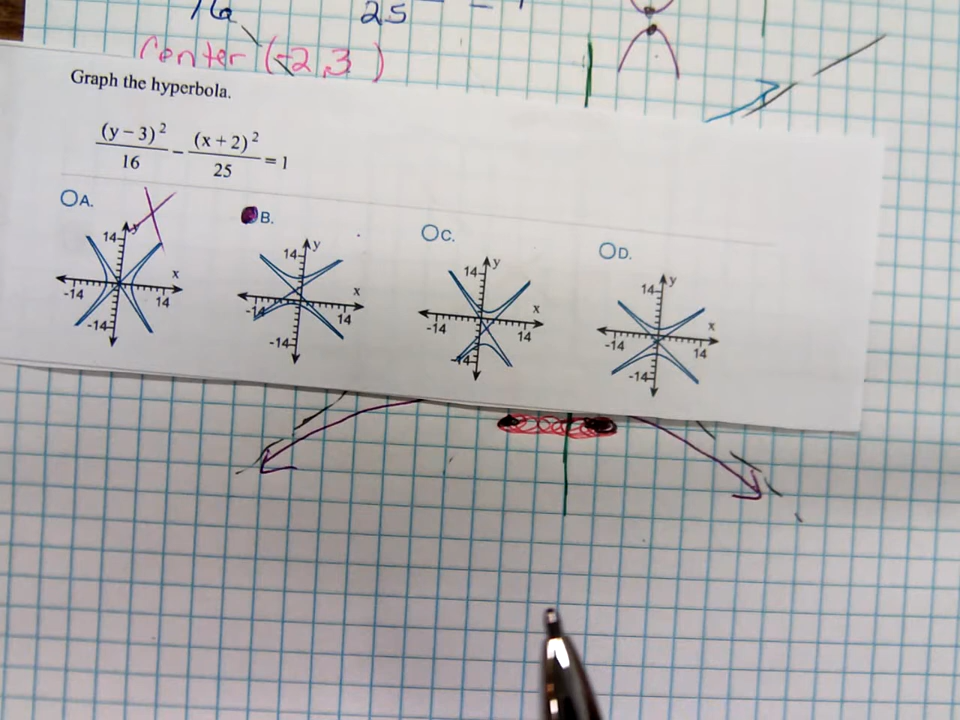 16 25 - 1
center (-2,3)
Graph the hyperbola.
(y − 3)² / 16 − (x + 2)² / 25 = 1
A. B. C. D.
14 y x -14 14 -14
14 y x -14 14 -14
14 y x -14 14 -14
14 y x -14 14 -14